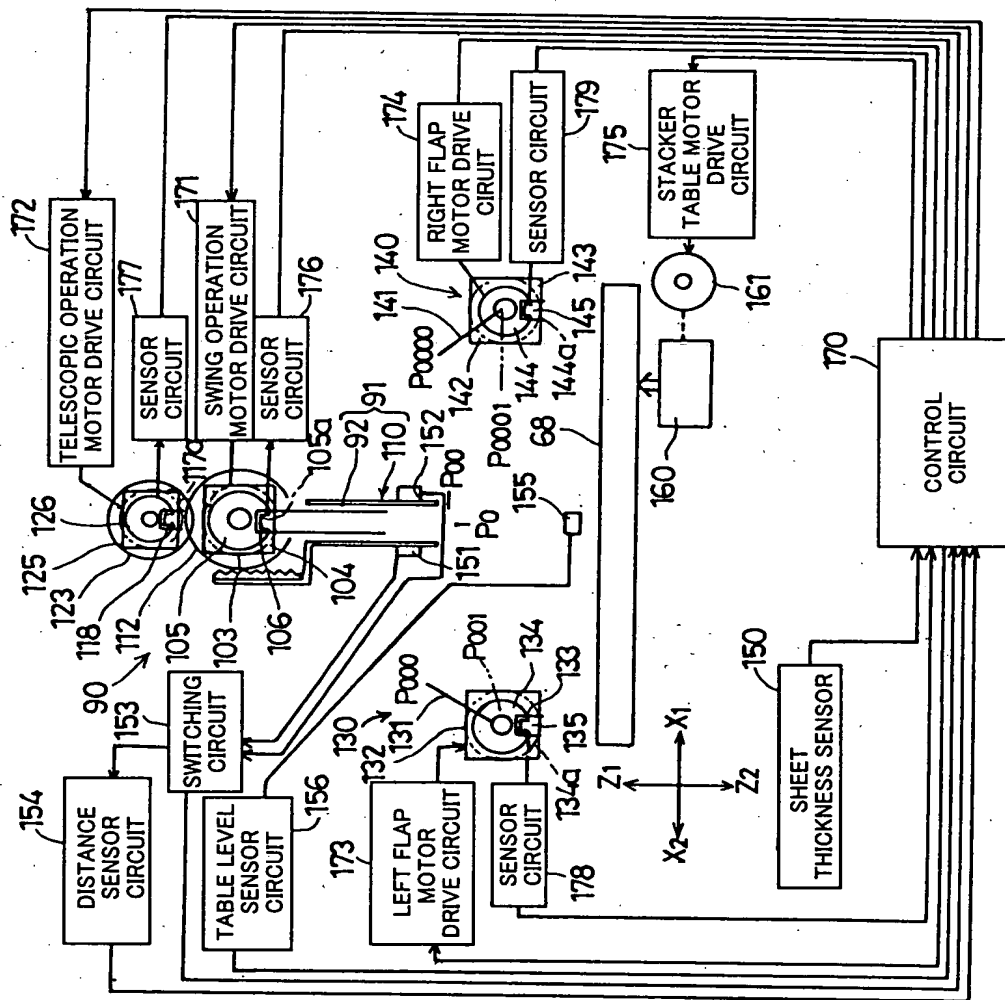 172
TELESCOPIC OPERATION
MOTOR DRIVE CIRCUIT
177
SENSOR
CIRCUIT
117a
171
SWING OPERATION
MOTOR DRIVE CIRCUIT
176
SENSOR
CIRCUIT
105a
126
125
123
118
112
105
103
106
104
90
153
SWITCHING
CIRCUIT
154
DISTANCE
SENSOR
CIRCUIT
TABLE LEVEL
SENSOR
CIRCUIT
156
91
92
110
152
P00
P0
151
155
174
RIGHT FLAP
MOTOR DRIVE
CIRUIT
179
SENSOR CIRCUIT
140
141
P0000
142
P0001
144
144a
145
143
175
STACKER
TABLE MOTOR
DRIVE
CIRCUIT
161
160
68
173
LEFT FLAP
MOTOR
DRIVE CIRCUIT
178
SENSOR
CIRCUIT
130
131
132
P000
P001
134
133
135
134a
Z1
Z2
X1
X2
150
SHEET
THICKNESS SENSOR
170
CONTROL
CIRCUIT